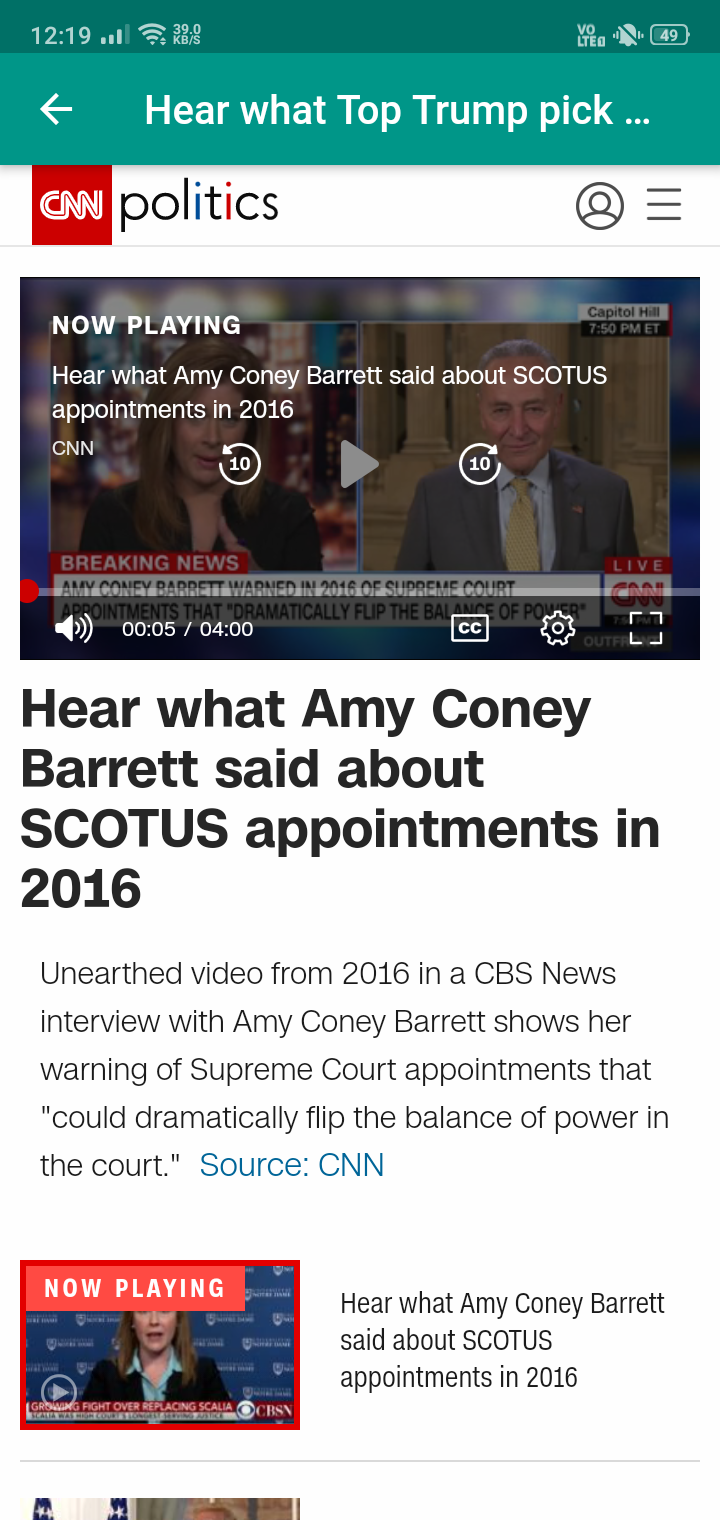 12:19
39.0
KB/S
VO
LTE
49
Hear what Top Trump pick ...
CNN politics
Capitol Hill
7:50 PM ET
NOW PLAYING
Hear what Amy Coney Barrett said about SCOTUS
appointments in 2016
CNN
10
10
BREAKING NEWS
LIVE
AMY CONEY BARRETT WARNED IN 2016 OF SUPREME COURT
CNN
APPOINTMENTS THAT "DRAMATICALLY FLIP THE BALANCE OF POWER"
7:50 PM ET
00:05 / 04:00
CC
OUTFRONT
Hear what Amy Coney
Barrett said about
SCOTUS appointments in
2016
Unearthed video from 2016 in a CBS News
interview with Amy Coney Barrett shows her
warning of Supreme Court appointments that
"could dramatically flip the balance of power in
the court." Source: CNN
NOW PLAYING
Hear what Amy Coney Barrett
said about SCOTUS
appointments in 2016
GROWING FIGHT OVER REPLACING SCALIA
SCALIA WAS HIGH COURT'S LONGEST-SERVING JUSTICE
CBSN